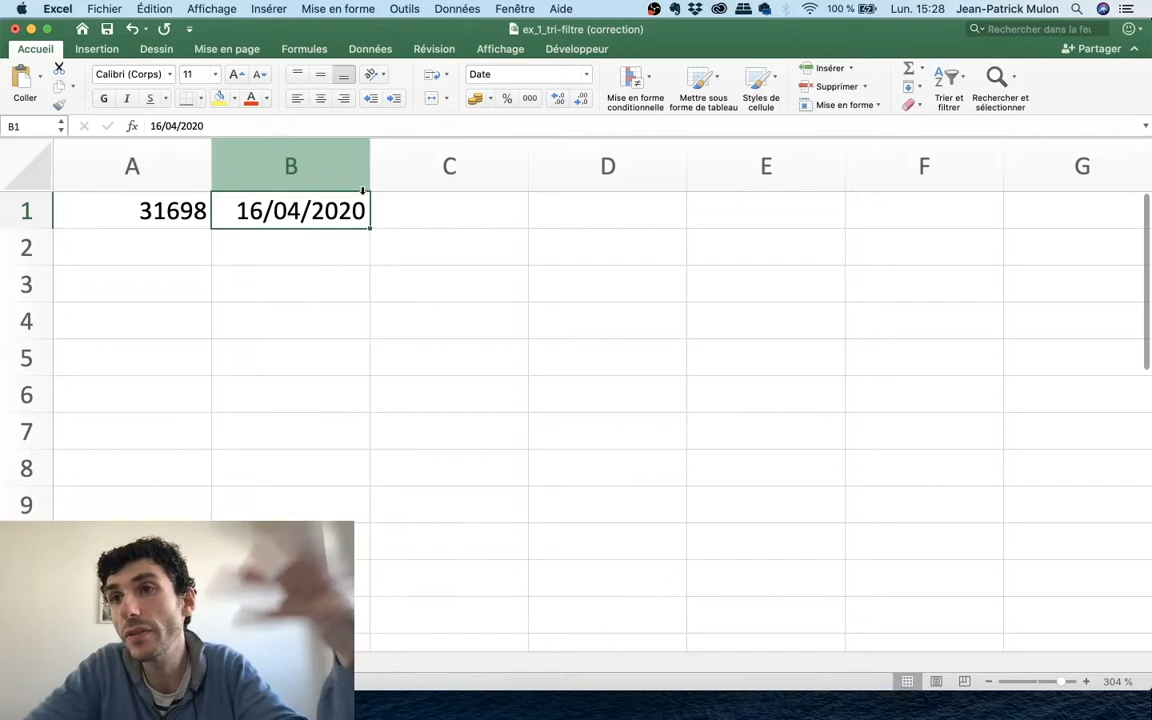 Excel Fichier Édition Affichage Insérer Mise en forme Outils Données Fenêtre Aide 100 % Lun. 15:28 Jean-Patrick Mulon
ex_1_tri-filtre (correction)
Rechercher dans la feu
Accueil Insertion Dessin Mise en page Formules Données Révision Affichage Développeur Partager
Coller
Calibri (Corps) 11
G I S
Date
% 000
Mise en forme conditionnelle
Mettre sous forme de tableau
Styles de cellule
Insérer
Supprimer
Mise en forme
Trier et filtrer
Rechercher et sélectionner
B1 fx 16/04/2020
A B C D E F G
1 31698 16/04/2020
2
3
4
5
6
7
8
9
304 %